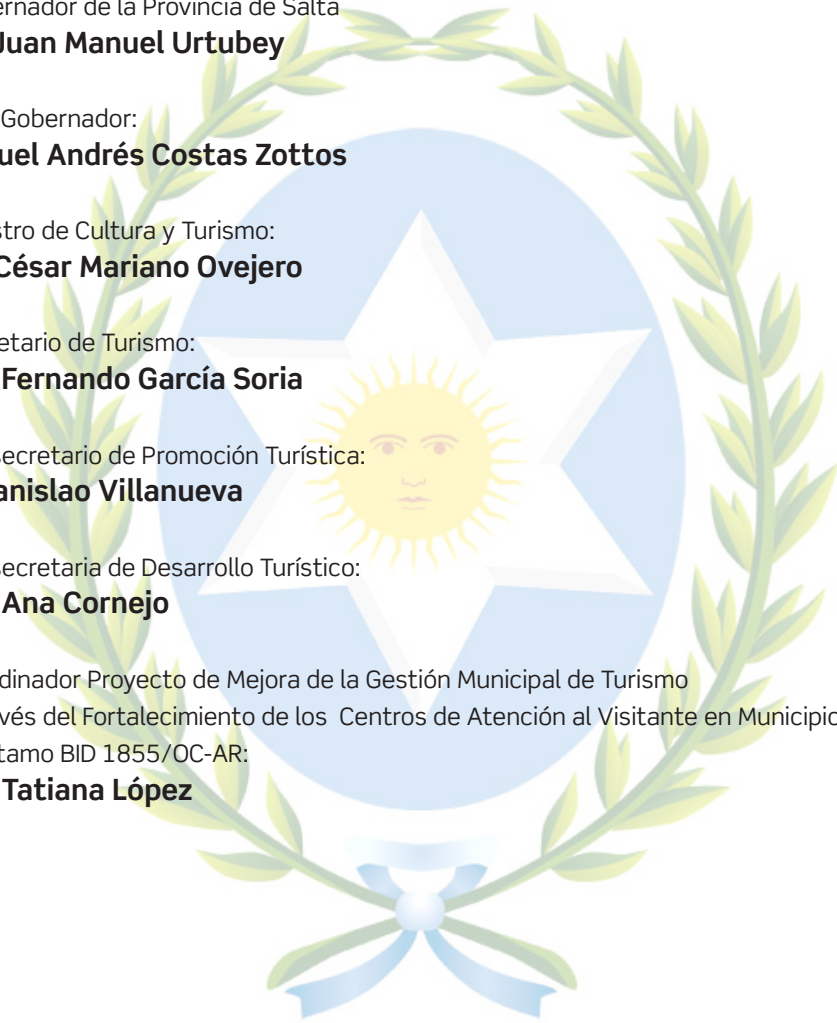 ernador de la Provincia de Salta
Juan Manuel Urtubey
Gobernador:
uel Andrés Costas Zottos
stro de Cultura y Turismo:
César Mariano Ovejero
etario de Turismo:
Fernando García Soria
secretario de Promoción Turística:
anislao Villanueva
secretaria de Desarrollo Turístico:
Ana Cornejo
dinador Proyecto de Mejora de la Gestión Municipal de Turismo
vés del Fortalecimiento de los Centros de Atención al Visitante en Municipio
tamo BID 1855/OC-AR:
Tatiana López